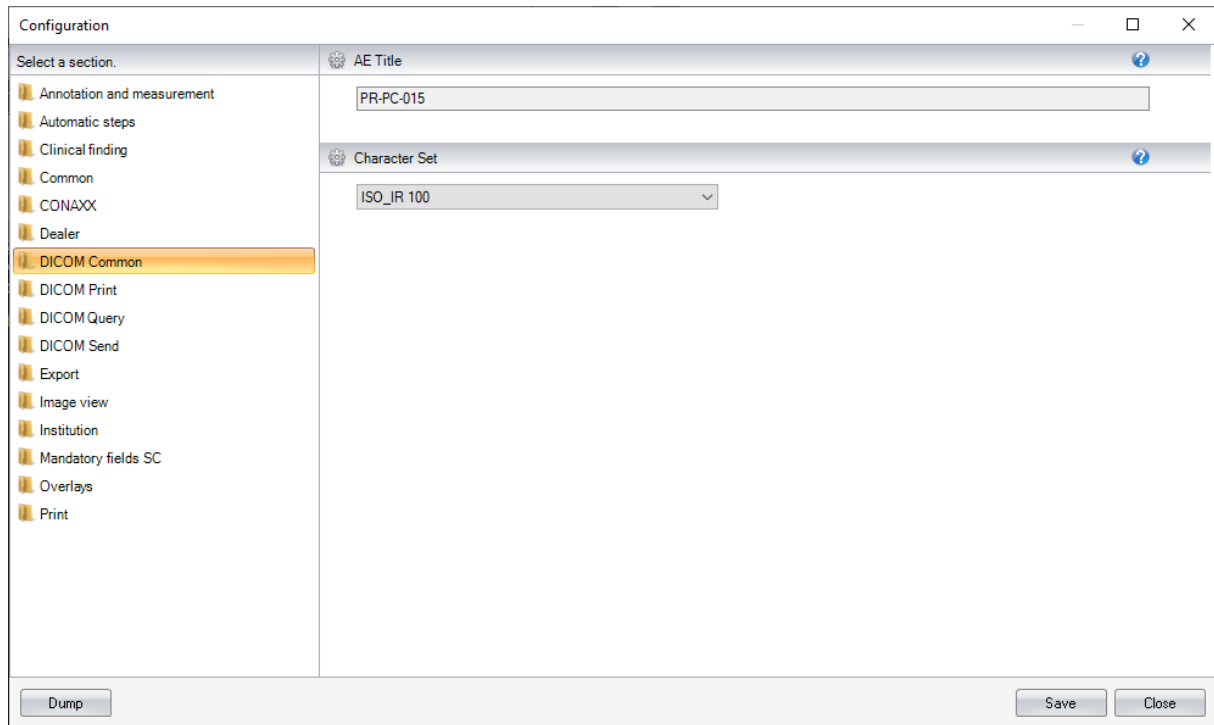 Configuration
Select a section.
Annotation and measurement
Automatic steps
Clinical finding
Common
CONAXX
Dealer
DICOM Common
DICOM Print
DICOM Query
DICOM Send
Export
Image view
Institution
Mandatory fields SC
Overlays
Print
AE Title
PR-PC-015
Character Set
ISO_IR 100
Dump
Save
Close